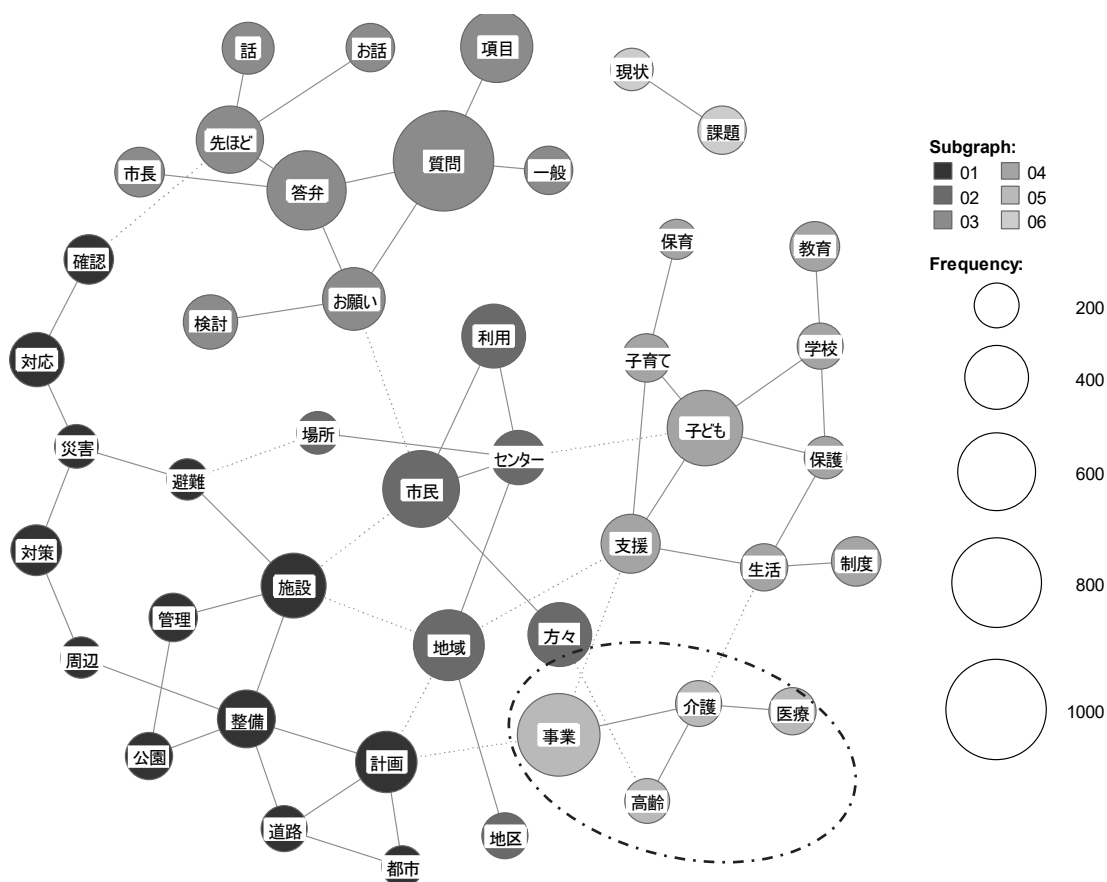 話
お話
項目
現状
課題
先ほど
質問
市長
答弁
一般
確認
お願い
検討
保育
教育
利用
対応
子育て
学校
子ども
場所
災害
センター
保護
避難
市民
対策
支援
生活
制度
施設
管理
地域
方々
周辺
整備
介護
医療
公園
計画
事業
高齢
道路
地区
都市
Subgraph:
01 04
02 05
03 06
Frequency:
200
400
600
800
1000